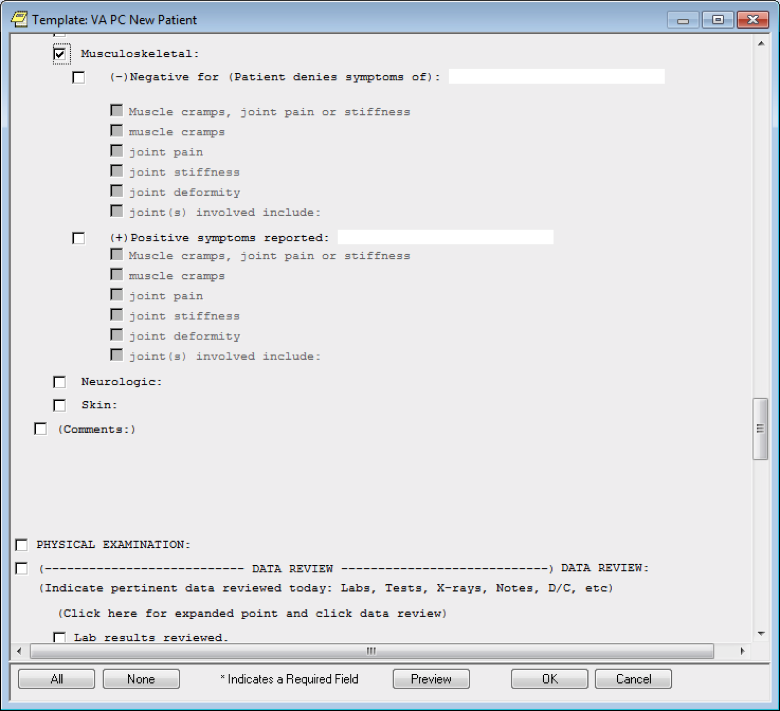 Template: VA PC New Patient
Musculoskeletal:
(-)Negative for (Patient denies symptoms of):
Muscle cramps, joint pain or stiffness
muscle cramps
joint pain
joint stiffness
joint deformity
joint(s) involved include:
(+)Positive symptoms reported:
Muscle cramps, joint pain or stiffness
muscle cramps
joint pain
joint stiffness
joint deformity
joint(s) involved include:
Neurologic:
Skin:
(Comments:)
PHYSICAL EXAMINATION:
(--------------------------- DATA REVIEW ----------------------------) DATA REVIEW:
(Indicate pertinent data reviewed today: Labs, Tests, X-rays, Notes, D/C, etc)
(Click here for expanded point and click data review)
Lab results reviewed.
All None * Indicates a Required Field Preview OK Cancel